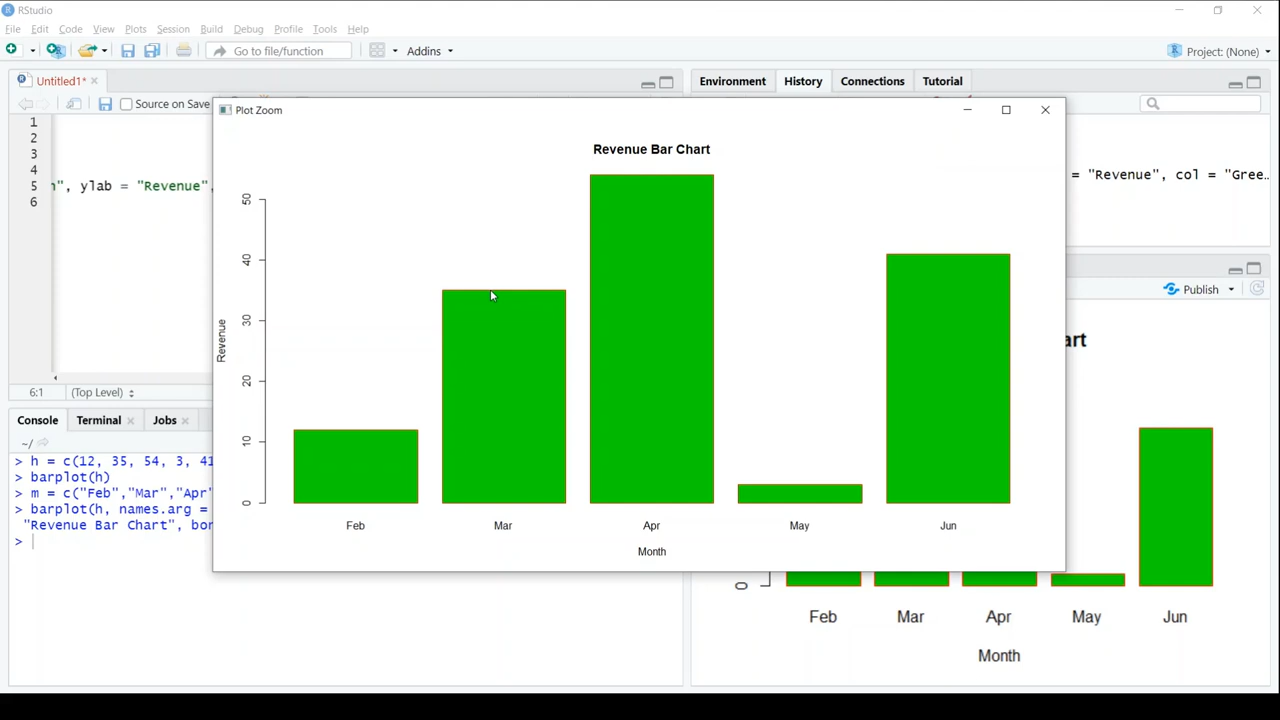 RStudio
File Edit Code View Plots Session Build Debug Profile Tools Help
Go to file/function Addins Project: (None)
Untitled1* Environment History Connections Tutorial
Source on Save
Plot Zoom
1
2
3
4
5 ", ylab = "Revenue",
6
= "Revenue", col = "Gree...
Publish
6:1 (Top Level)
Console Terminal Jobs
~/
> h = c(12, 35, 54, 3, 41
> barplot(h)
> m = c("Feb","Mar","Apr"
> barplot(h, names.arg =
"Revenue Bar Chart", bor
>
Revenue Bar Chart
50
40
30
20
10
0
Revenue
Feb Mar Apr May Jun
Month
art
0
Feb Mar Apr May Jun
Month